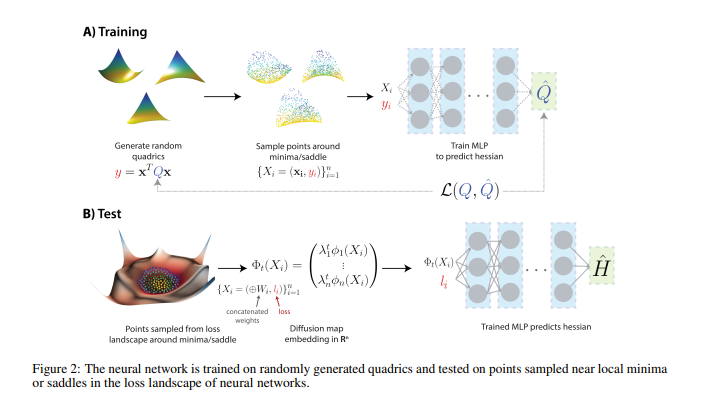 A) Training
X_i
y_i
Q̂
Generate random
quadrics
y = x^T Qx
Sample points around
minima/saddle
{X_i = (x_i, y_i)}_{i=1}^n
Train MLP
to predict hessian
L(Q, Q̂)
B) Test
Φ_t(X_i) = (λ_1^t ϕ_1(X_i)
⋮
λ_n^t ϕ_n(X_i))
{X_i = (⊕W_i, l_i)}_{i=1}^n
concatenated
weights
loss
Φ_t(X_i)
l_i
Ĥ
Points sampled from loss
landscape around minima/saddle
Diffusion map
embedding in Rⁿ
Trained MLP predicts hessian
Figure 2: The neural network is trained on randomly generated quadrics and tested on points sampled near local minima
or saddles in the loss landscape of neural networks.